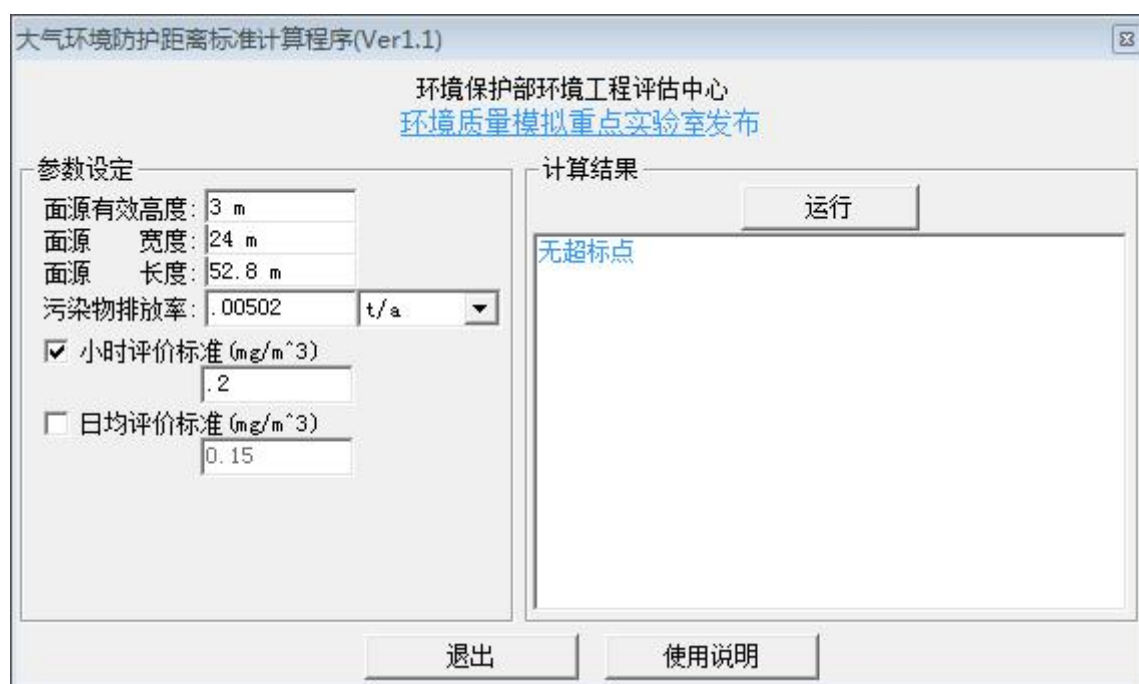 大气环境防护距离标准计算程序(Ver1.1)
环境保护部环境工程评估中心
环境质量模拟重点实验室发布
参数设定
面源有效高度: 3 m
面源 宽度: 24 m
面源 长度: 52.8 m
污染物排放率: .00502 t/a
小时评价标准(mg/m^3)
.2
日均评价标准(mg/m^3)
0.15
计算结果
运行
无超标点
退出 使用说明